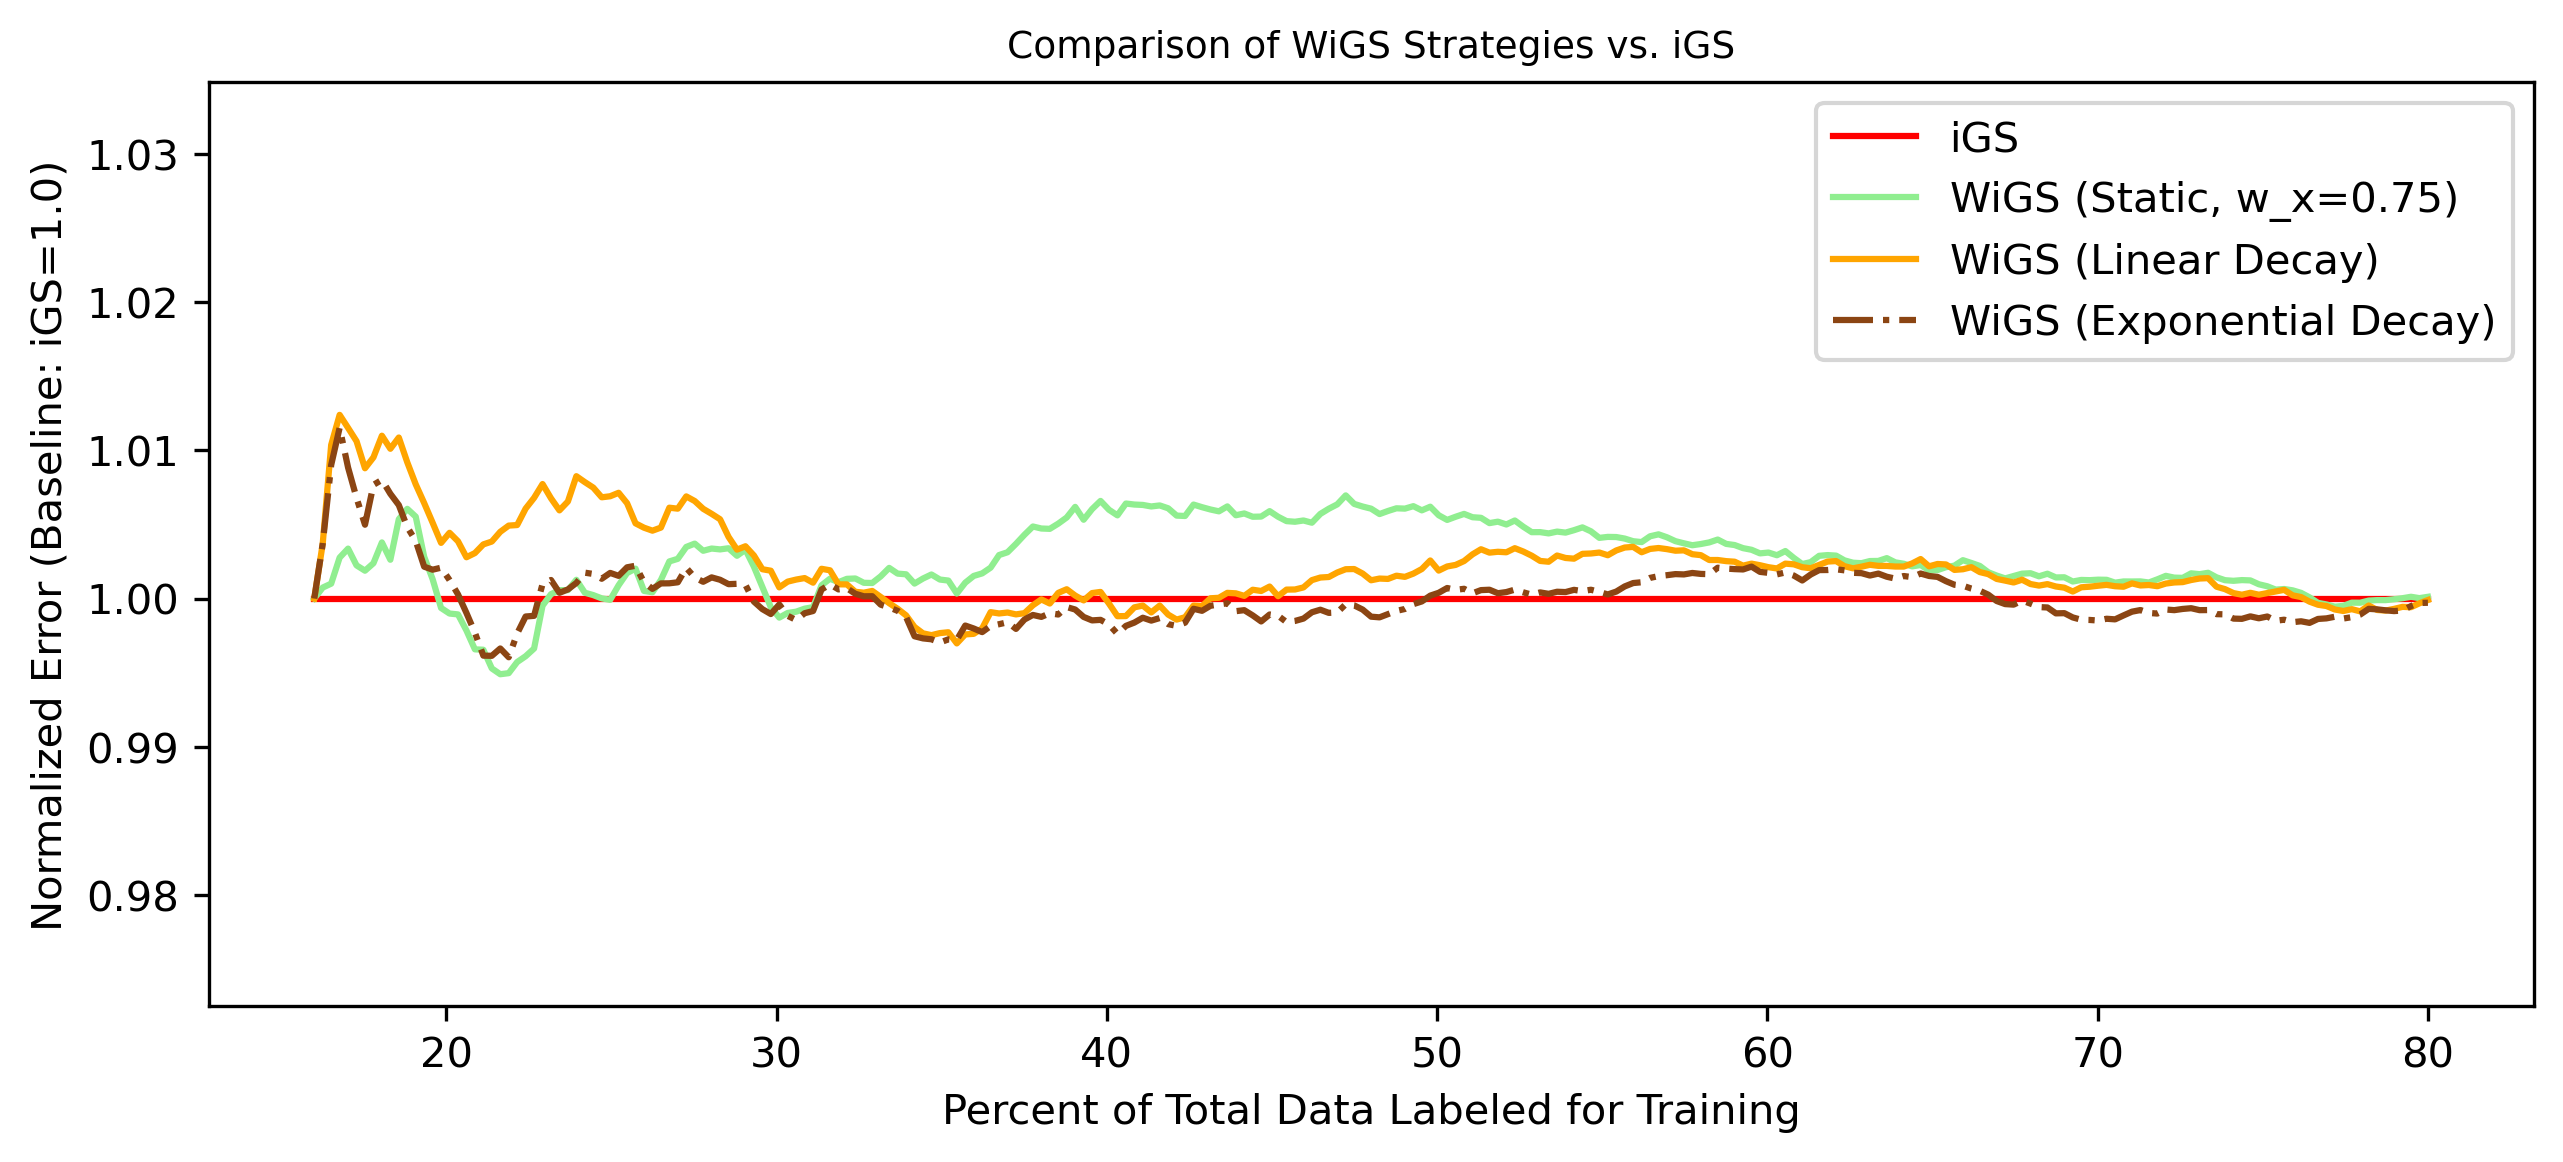 Comparison of WiGS Strategies vs. iGS
Normalized Error (Baseline: iGS=1.0)
1.03
1.02
1.01
1.00
0.99
0.98
iGS
WiGS (Static, w_x=0.75)
WiGS (Linear Decay)
WiGS (Exponential Decay)
20 30 40 50 60 70 80
Percent of Total Data Labeled for Training